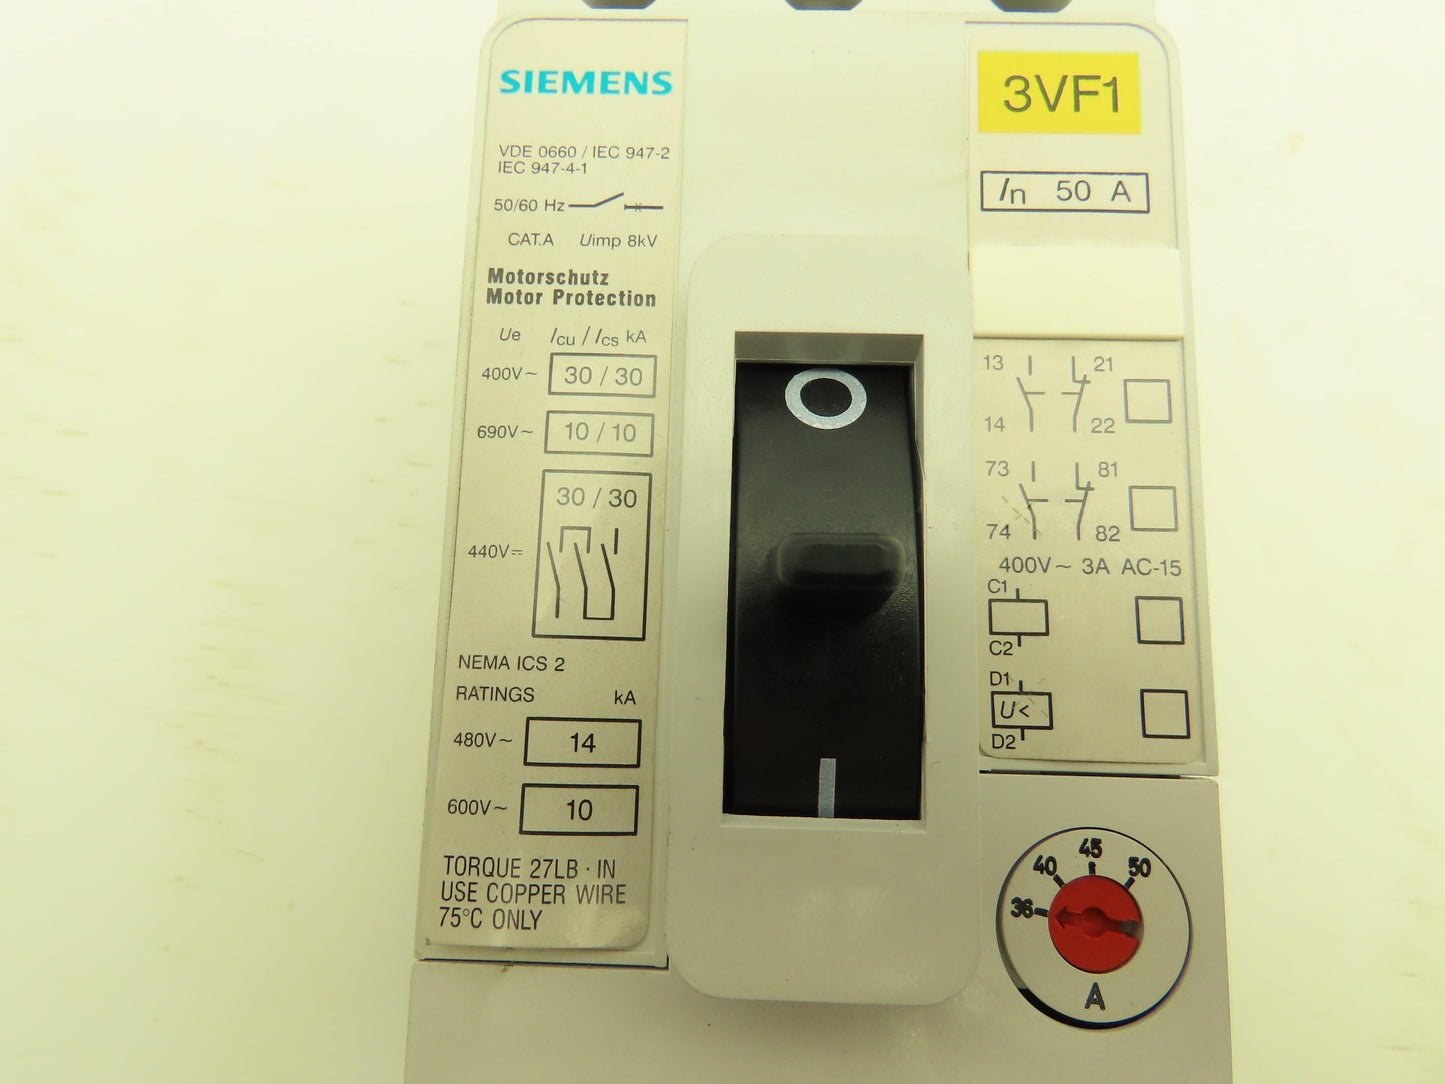 SIEMENS
VDE 0660 / IEC 947-2
IEC 947-4-1
50/60 Hz
CAT.A Uimp 8kV
Motorschutz
Motor Protection
Ue Icu / Ics kA
400V~ 30 / 30
690V~ 10 / 10
30 / 30
440V⎓
NEMA ICS 2
RATINGS kA
480V~ 14
600V~ 10
TORQUE 27LB · IN
USE COPPER WIRE
75°C ONLY
3VF1
In 50 A
13 21
14 22
73 81
74 82
400V~ 3A AC-15
C1
C2
D1
U<
D2
36 40 45 50
A